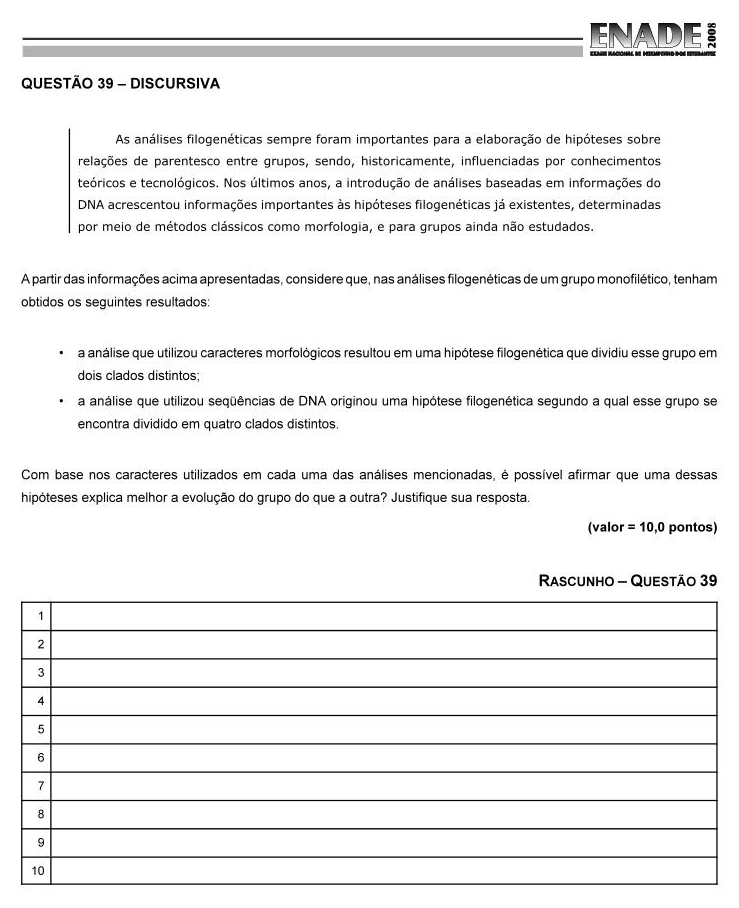 ENADE 2008
EXAME NACIONAL DE DESEMPENHO DOS ESTUDANTES
QUESTÃO 39 – DISCURSIVA
As análises filogenéticas sempre foram importantes para a elaboração de hipóteses sobre
relações de parentesco entre grupos, sendo, historicamente, influenciadas por conhecimentos
teóricos e tecnológicos. Nos últimos anos, a introdução de análises baseadas em informações do
DNA acrescentou informações importantes às hipóteses filogenéticas já existentes, determinadas
por meio de métodos clássicos como morfologia, e para grupos ainda não estudados.
A partir das informações acima apresentadas, considere que, nas análises filogenéticas de um grupo monofilético, tenham
obtidos os seguintes resultados:
• a análise que utilizou caracteres morfológicos resultou em uma hipótese filogenética que dividiu esse grupo em
dois clados distintos;
• a análise que utilizou seqüências de DNA originou uma hipótese filogenética segundo a qual esse grupo se
encontra dividido em quatro clados distintos.
Com base nos caracteres utilizados em cada uma das análises mencionadas, é possível afirmar que uma dessas
hipóteses explica melhor a evolução do grupo do que a outra? Justifique sua resposta.
(valor = 10,0 pontos)
RASCUNHO – QUESTÃO 39
1
2
3
4
5
6
7
8
9
10